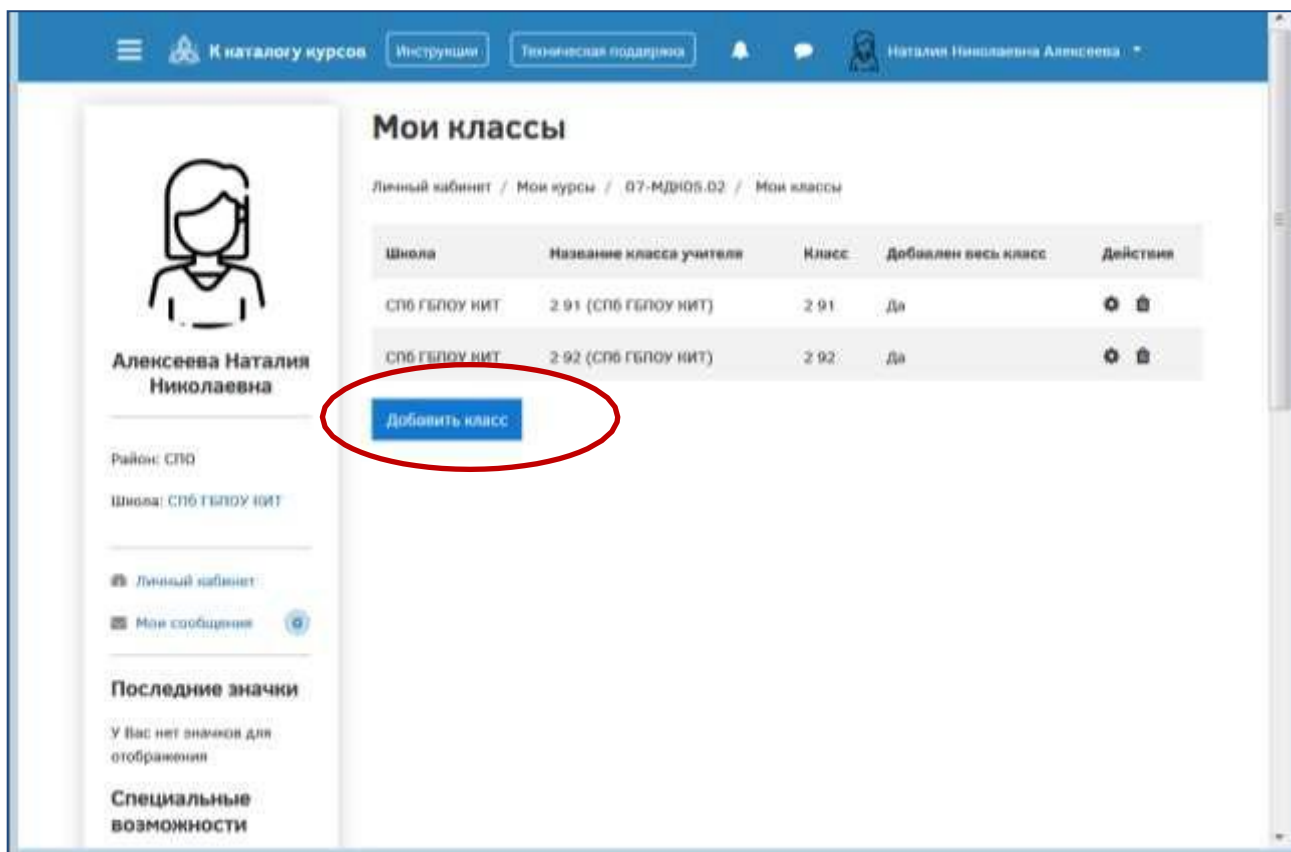 К каталогу курсов Инструкции Техническая поддержка Наталия Николаевна Алексеева
Мои классы
Личный кабинет / Мои курсы / 07-МДК05.02 / Мои классы
Школа Название класса учителя Класс Добавлен весь класс Действия
СПб ГБПОУ КИТ 2 91 (СПб ГБПОУ КИТ) 2 91 Да
СПб ГБПОУ КИТ 2 92 (СПб ГБПОУ КИТ) 2 92 Да
Добавить класс
Алексеева Наталия
Николаевна
Район: СПО
Школа: СПб ГБПОУ КИТ
Личный кабинет
Мои сообщения 0
Последние значки
У Вас нет значков для
отображения
Специальные
возможности